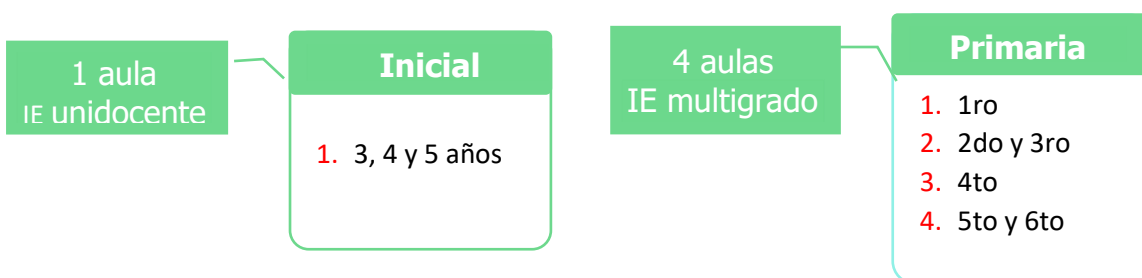 1 aula
IE unidocente
Inicial
1. 3, 4 y 5 años
4 aulas
IE multigrado
Primaria
1. 1ro
2. 2do y 3ro
3. 4to
4. 5to y 6to